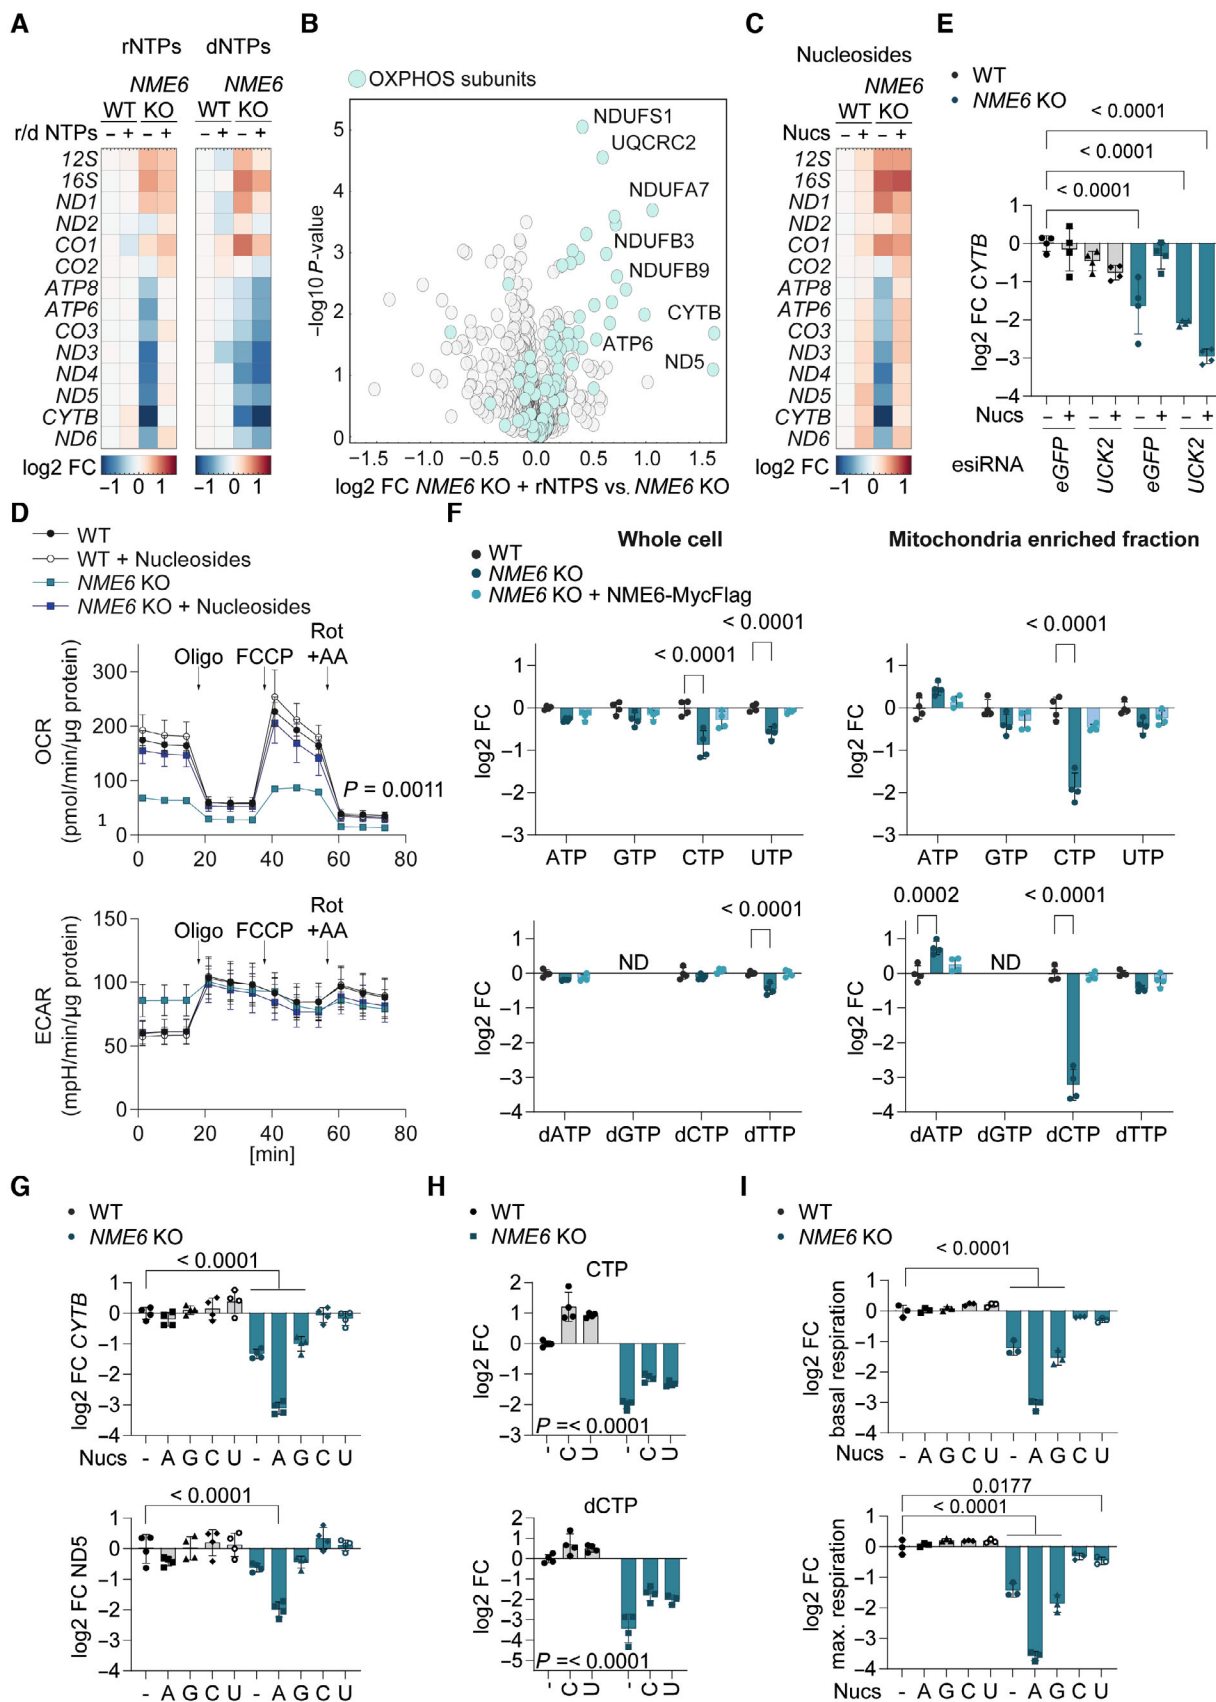 A
rNTPs dNTPs
NME6 NME6
WT KO WT KO
r/d NTPs – + – + – + – +
12S
16S
ND1
ND2
CO1
CO2
ATP8
ATP6
CO3
ND3
ND4
ND5
CYTB
ND6
log2 FC
–1 0 1 –1 0 1
B
OXPHOS subunits
NDUFS1
UQCRC2
NDUFA7
NDUFB3
NDUFB9
CYTB
ATP6
ND5
–log10 P-value
5
4
3
2
1
0
–1.5 –1.0 –0.5 0.0 0.5 1.0 1.5
log2 FC NME6 KO + rNTPS vs. NME6 KO
C
Nucleosides
NME6
WT KO
Nucs – + – +
12S
16S
ND1
ND2
CO1
CO2
ATP8
ATP6
CO3
ND3
ND4
ND5
CYTB
ND6
log2 FC
–1 0 1
E
WT
NME6 KO
< 0.0001
< 0.0001
< 0.0001
log2 FC CYTB
1
0
–1
–2
–3
–4
Nucs – + – + – + – +
esiRNA eGFP UCK2 eGFP UCK2
D
WT
WT + Nucleosides
NME6 KO
NME6 KO + Nucleosides
Rot
Oligo FCCP +AA
OCR
(pmol/min/µg protein)
300
200
100
1
0
P = 0.0011
0 20 40 60 80
Rot
Oligo FCCP +AA
ECAR
(mpH/min/µg protein)
150
100
50
0
0 20 40 60 80
[min]
F
Whole cell Mitochondria enriched fraction
WT
NME6 KO
NME6 KO + NME6-MycFlag
< 0.0001
< 0.0001
log2 FC
1
0
–1
–2
–3
ATP GTP CTP UTP
< 0.0001
log2 FC
1
0
–1
–2
–3
ATP GTP CTP UTP
< 0.0001
ND
log2 FC
1
0
–1
–2
–3
–4
dATP dGTP dCTP dTTP
0.0002 < 0.0001
ND
log2 FC
1
0
–1
–2
–3
–4
dATP dGTP dCTP dTTP
G
WT
NME6 KO
< 0.0001
log2 FC CYTB
1
0
–1
–2
–3
–4
Nucs - A G C U - A G C U
< 0.0001
log2 FC ND5
1
0
–1
–2
–3
–4
- A G C U - A G C U
H
WT
NME6 KO
CTP
log2 FC
2
1
0
–1
–2
–3
P =< 0.0001
- C U - C U
dCTP
log2 FC
2
1
0
–1
–2
–3
–4
–5
P =< 0.0001
- C U - C U
I
WT
NME6 KO
< 0.0001
log2 FC
basal respiration
1
0
–1
–2
–3
–4
Nucs - A G C U - A G C U
0.0177
< 0.0001
log2 FC
max. respiration
1
0
–1
–2
–3
–4
Nucs - A G C U - A G C U